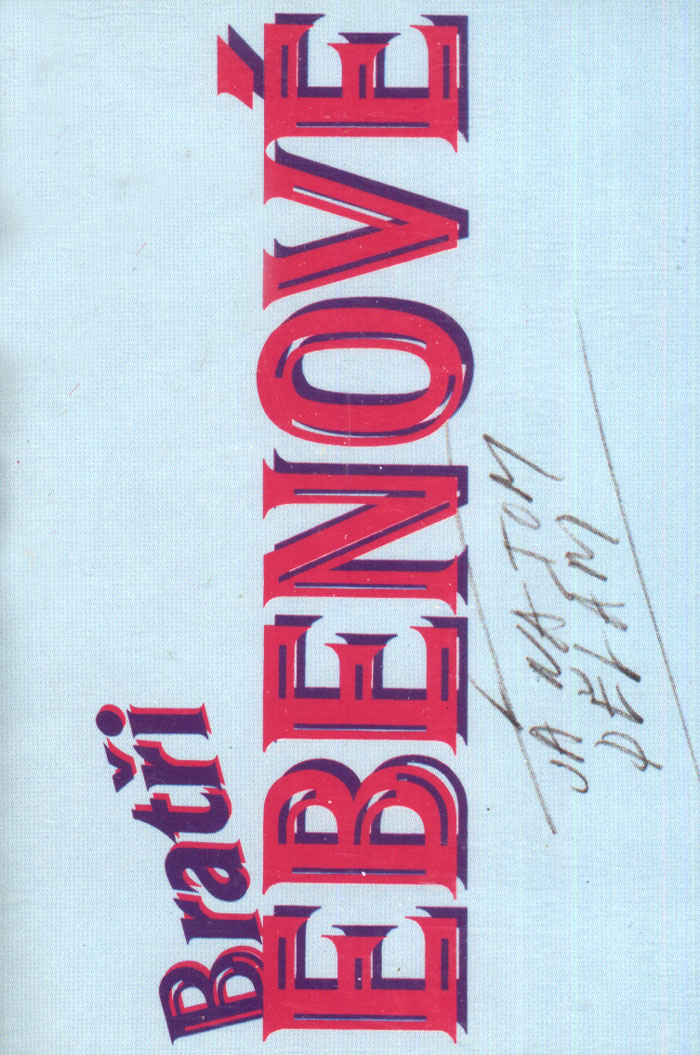 Bratři
EBENOVÉ
JÁ NA TOM
DĚLÁM